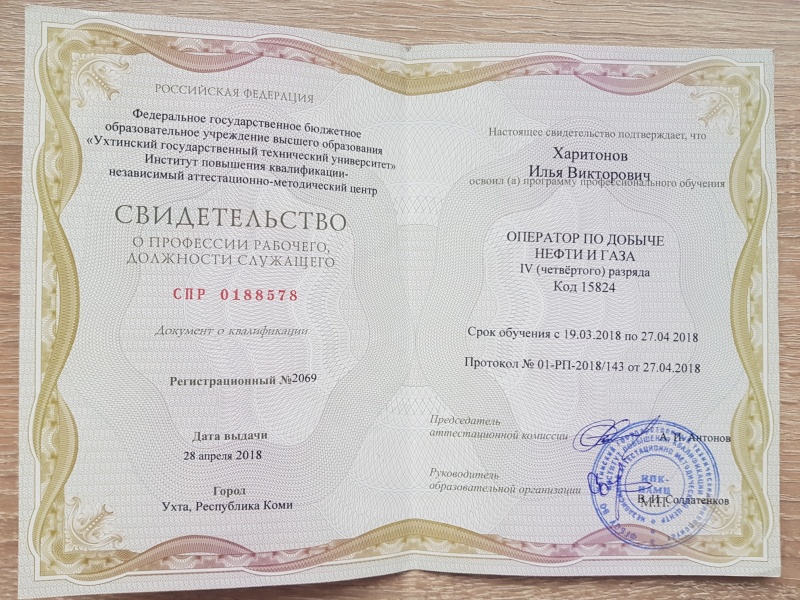 РОССИЙСКАЯ ФЕДЕРАЦИЯ
Федеральное государственное бюджетное
образовательное учреждение высшего образования
«Ухтинский государственный технический университет»
Институт повышения квалификации-
независимый аттестационно-методический центр
СВИДЕТЕЛЬСТВО
О ПРОФЕССИИ РАБОЧЕГО,
ДОЛЖНОСТИ СЛУЖАЩЕГО
СПР 0188578
Документ о квалификации
Регистрационный №2069
Дата выдачи
28 апреля 2018
Город
Ухта, Республика Коми
Настоящее свидетельство подтверждает, что
Харитонов
Илья Викторович
освоил (а) программу профессионального обучения
ОПЕРАТОР ПО ДОБЫЧЕ
НЕФТИ И ГАЗА
IV (четвёртого) разряда
Код 15824
Срок обучения с 19.03.2018 по 27.04 2018
Протокол № 01-РП-2018/143 от 27.04.2018
Председатель
аттестационной комиссии
А. И. Антонов
Руководитель
образовательной организации
В. И. Солдатенков
ИПК-
НАМЦ
М.П.